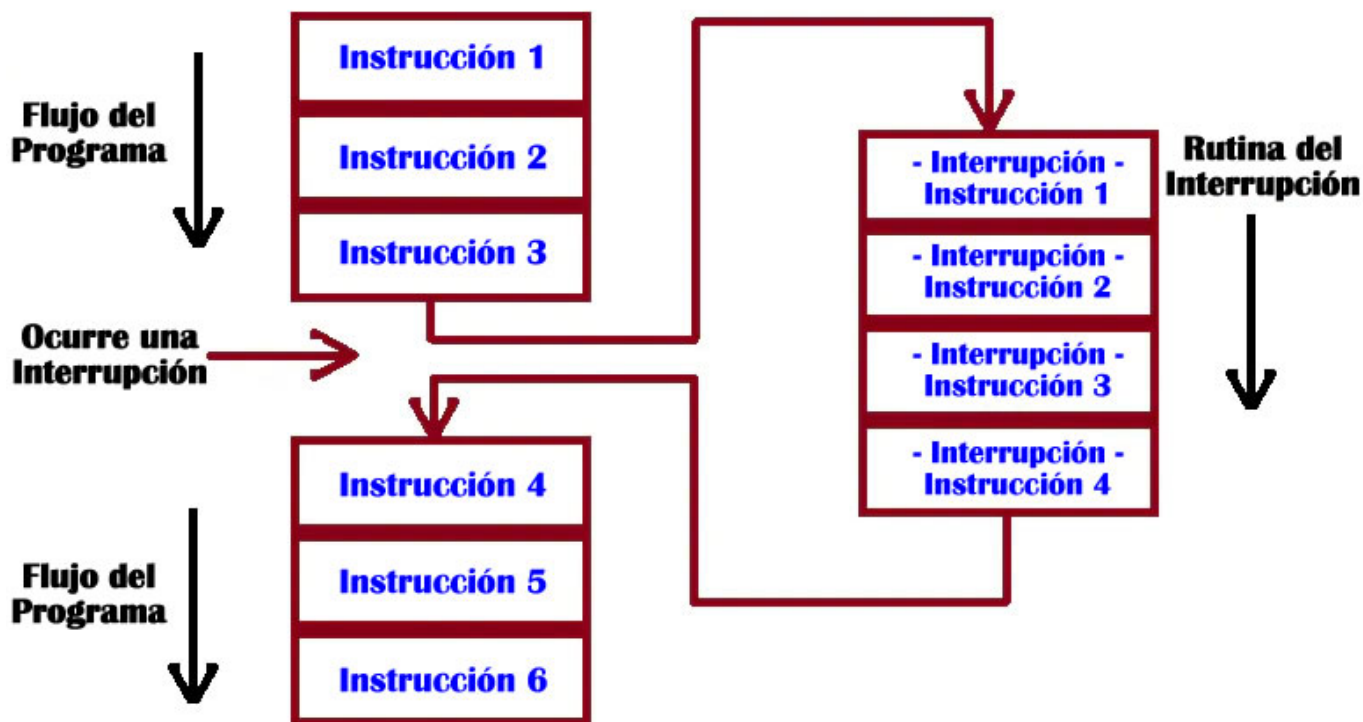 Flujo del
Programa
Instrucción 1
Instrucción 2
Instrucción 3
Ocurre una
Interrupción
- Interrupción -
Instrucción 1
- Interrupción -
Instrucción 2
- Interrupción -
Instrucción 3
- Interrupción -
Instrucción 4
Rutina del
Interrupción
Flujo del
Programa
Instrucción 4
Instrucción 5
Instrucción 6